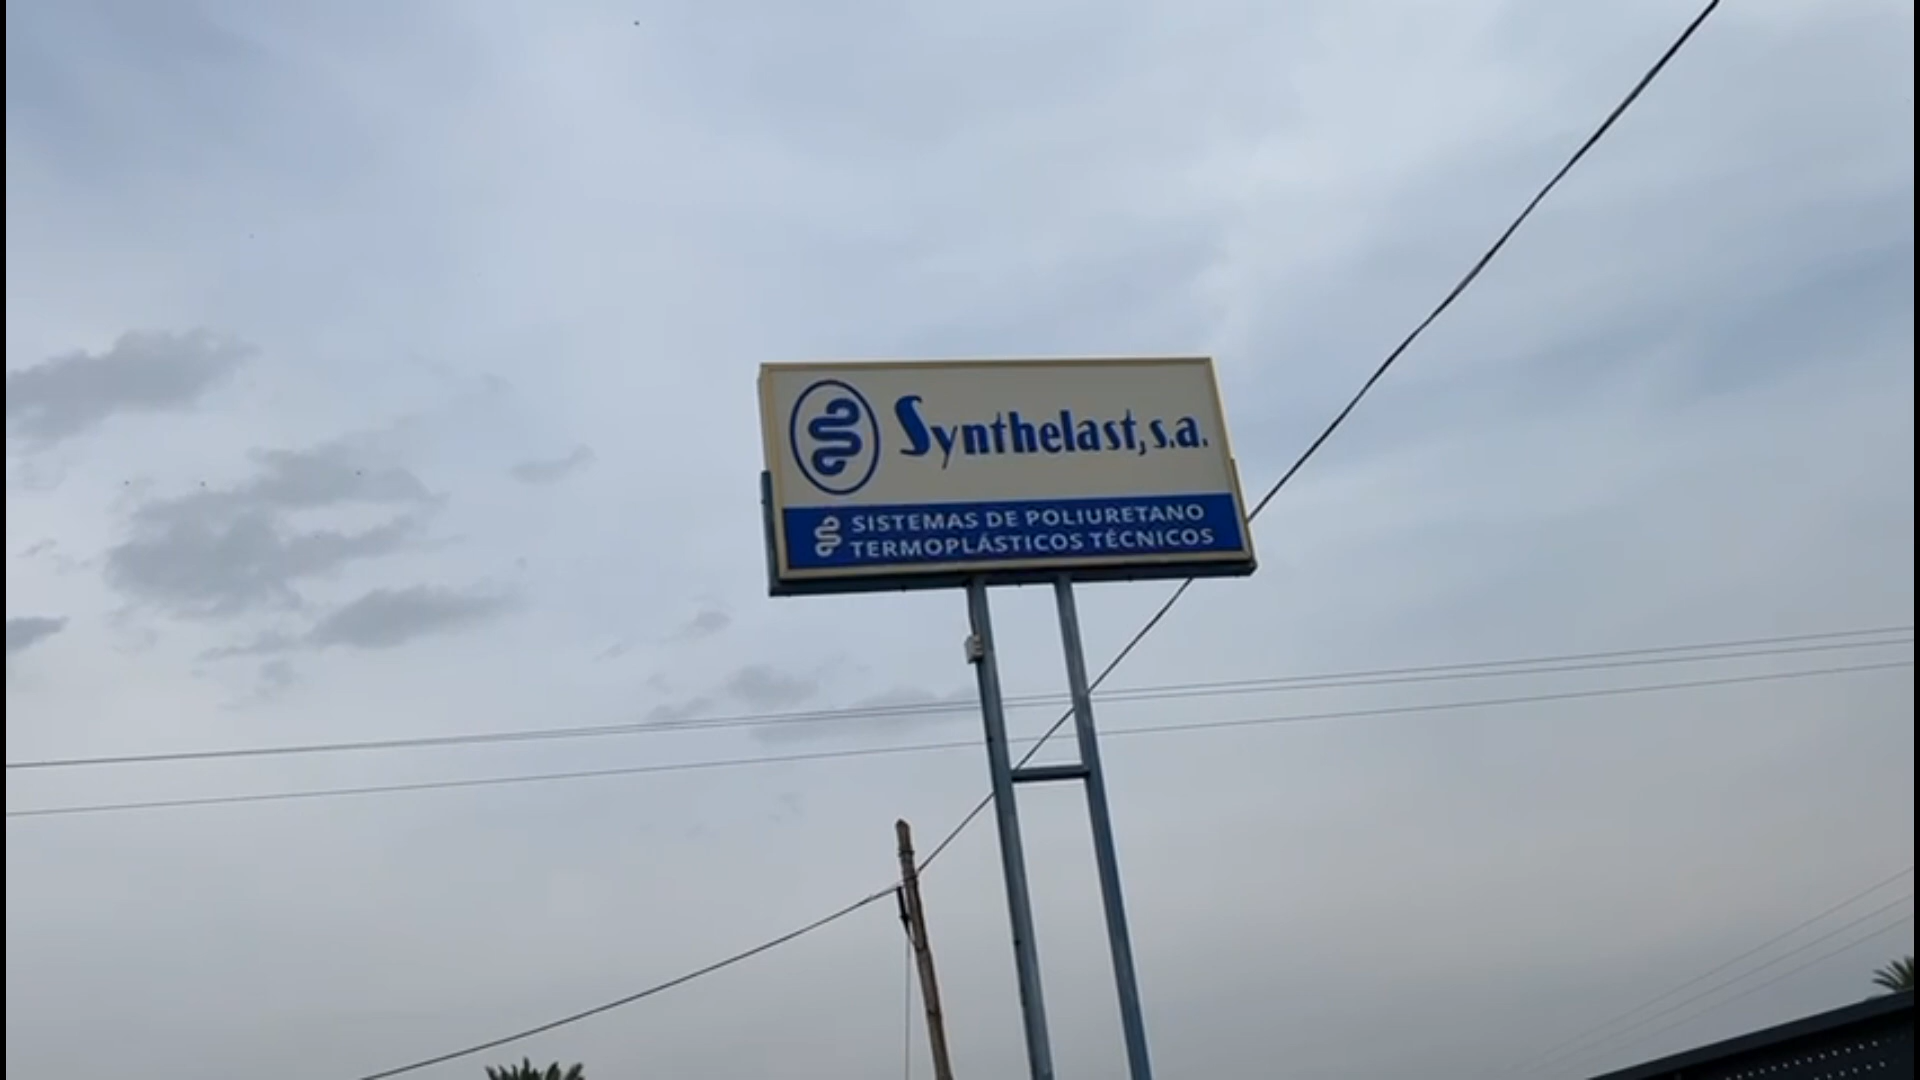 Synthelast, s.a.
SISTEMAS DE POLIURETANO
TERMOPLÁSTICOS TÉCNICOS